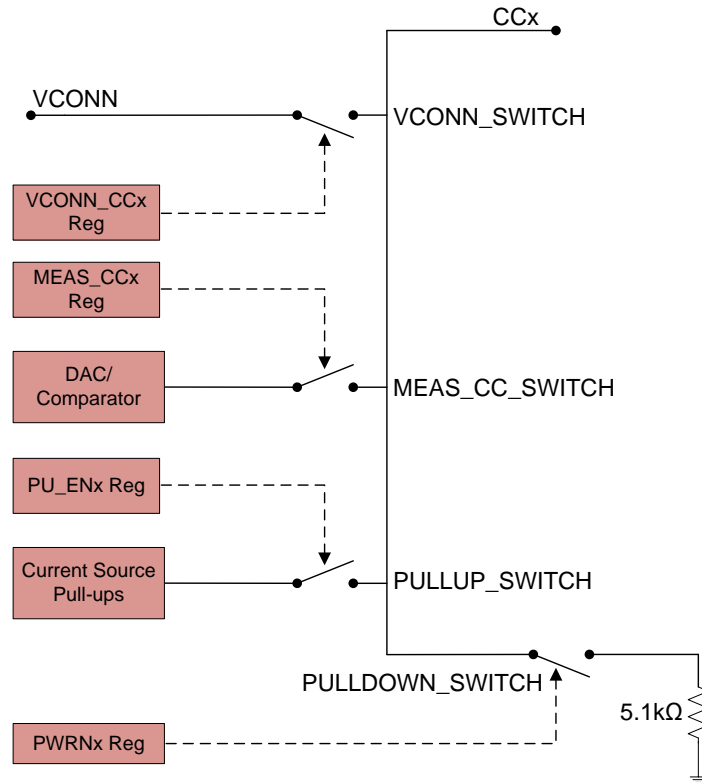 CCx
VCONN
VCONN_SWITCH
VCONN_CCx
Reg
MEAS_CCx
Reg
DAC/
Comparator
MEAS_CC_SWITCH
PU_ENx Reg
Current Source
Pull-ups
PULLUP_SWITCH
PULLDOWN_SWITCH
5.1kΩ
PWRNx Reg